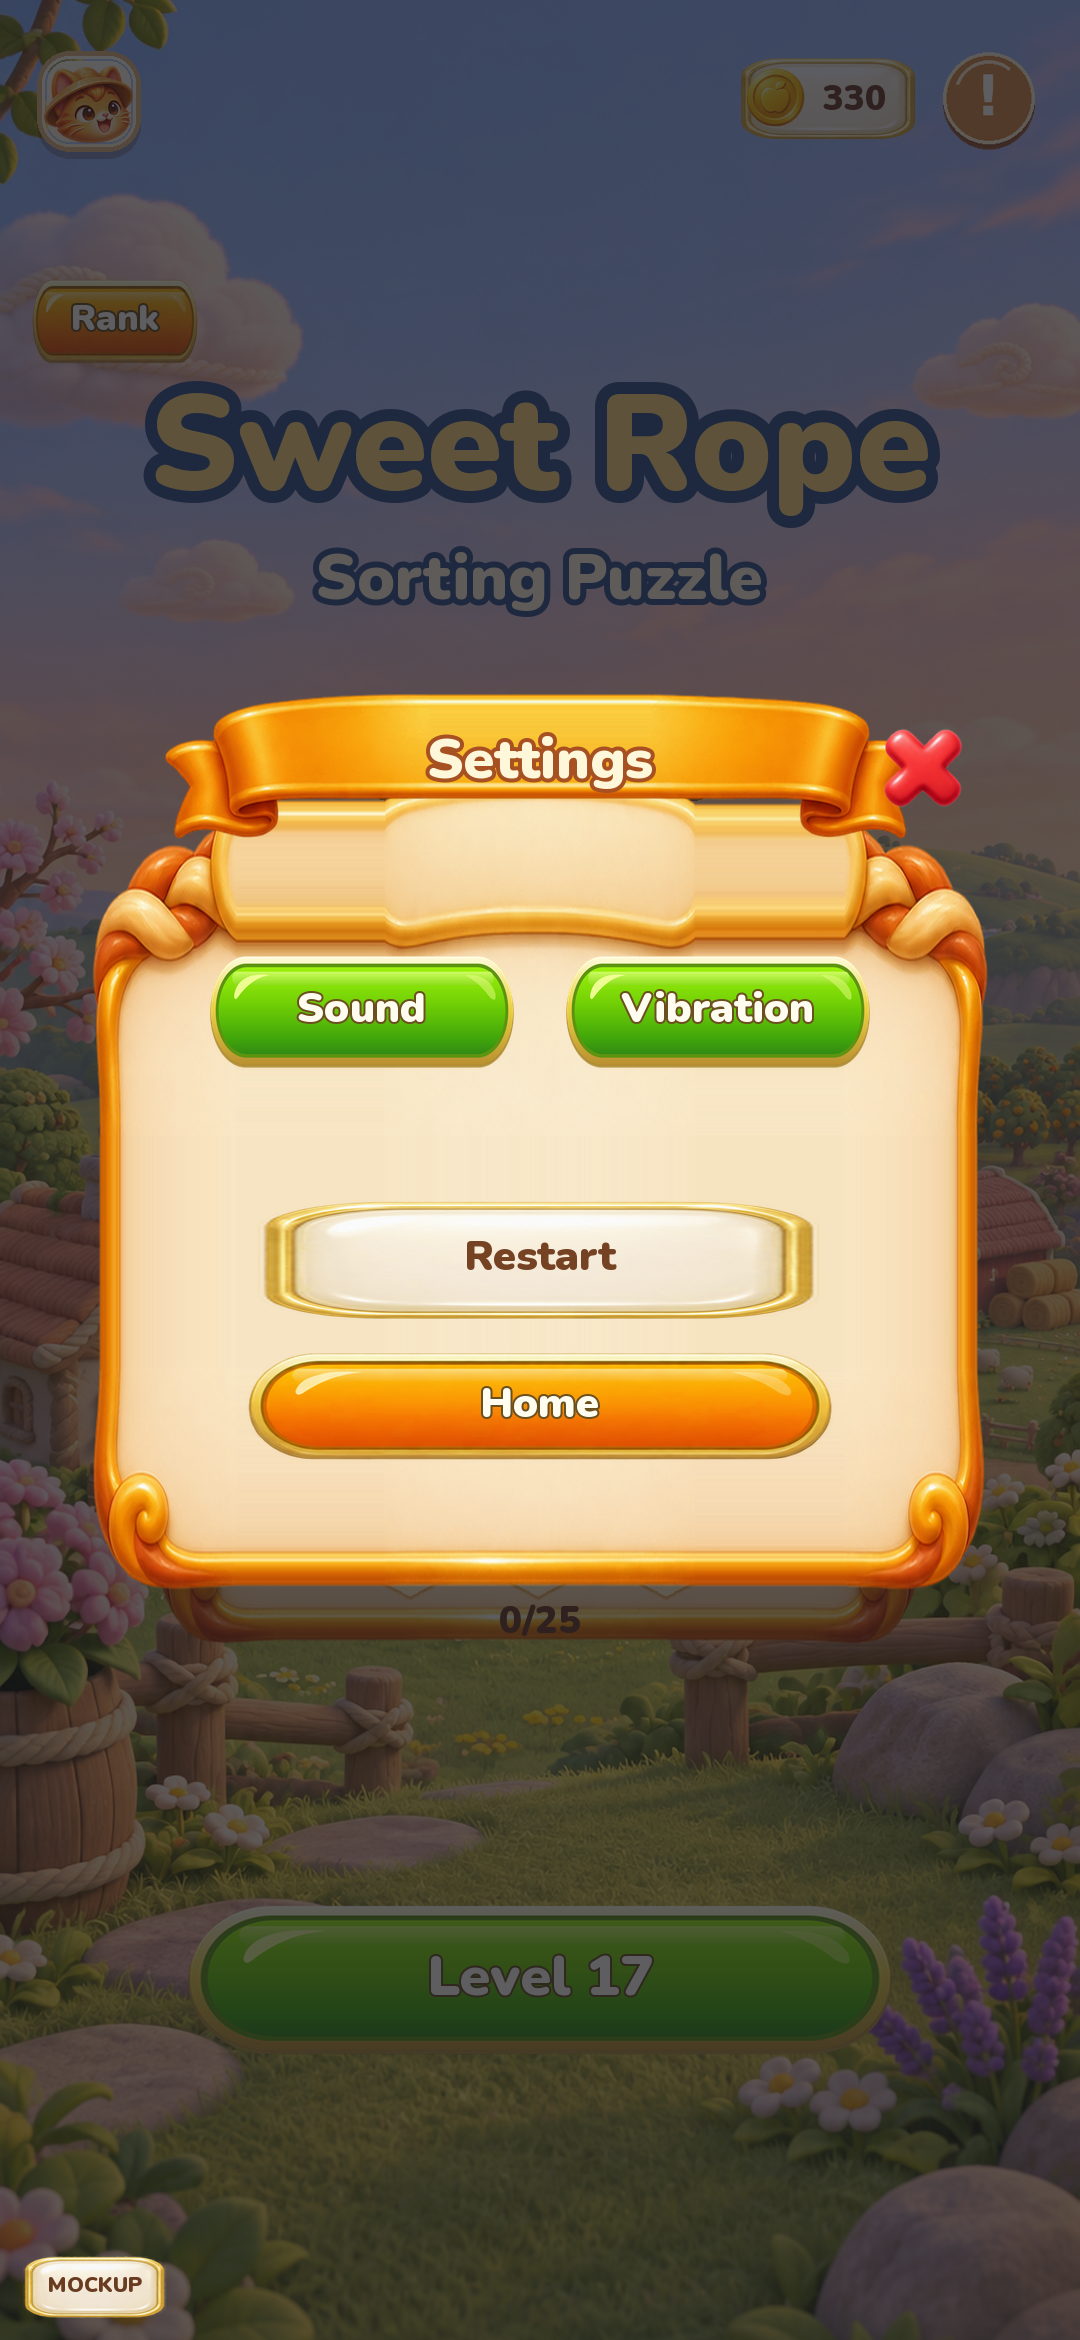 330
!
Rank
Sweet Rope
Sorting Puzzle
Settings
Sound
Vibration
Restart
Home
0/25
Level 17
MOCKUP